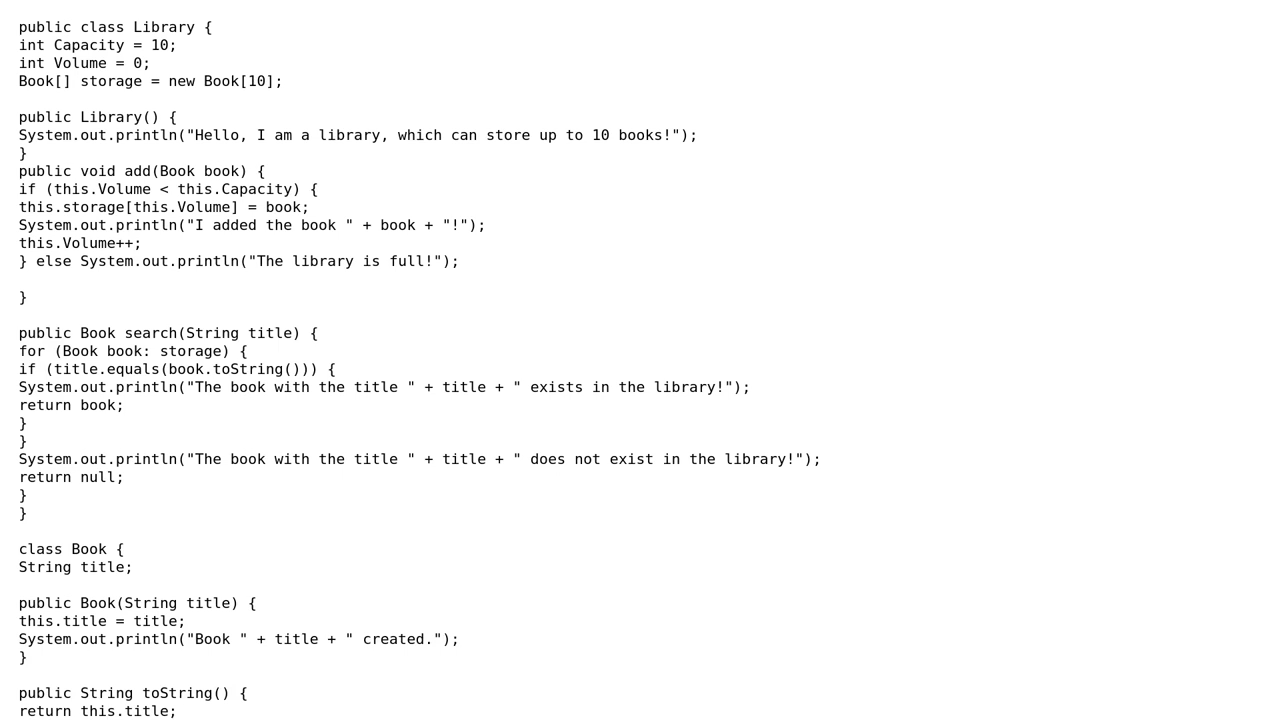 public class Library {
int Capacity = 10;
int Volume = 0;
Book[] storage = new Book[10];

public Library() {
System.out.println("Hello, I am a library, which can store up to 10 books!");
}
public void add(Book book) {
if (this.Volume < this.Capacity) {
this.storage[this.Volume] = book;
System.out.println("I added the book " + book + "!");
this.Volume++;
} else System.out.println("The library is full!");

}

public Book search(String title) {
for (Book book: storage) {
if (title.equals(book.toString())) {
System.out.println("The book with the title " + title + " exists in the library!");
return book;
}
}
System.out.println("The book with the title " + title + " does not exist in the library!");
return null;
}
}

class Book {
String title;

public Book(String title) {
this.title = title;
System.out.println("Book " + title + " created.");
}

public String toString() {
return this.title;